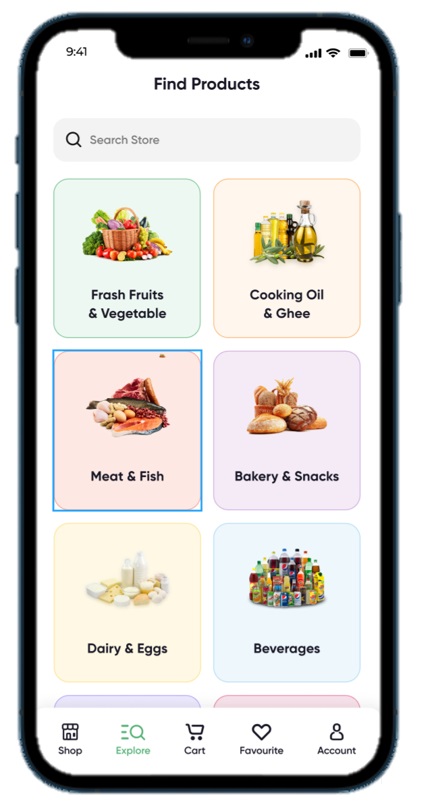 9:41
Find Products
Search Store
Frash Fruits
& Vegetable
Cooking Oil
& Ghee
Meat & Fish
Bakery & Snacks
Dairy & Eggs
Beverages
Shop
Explore
Cart
Favourite
Account